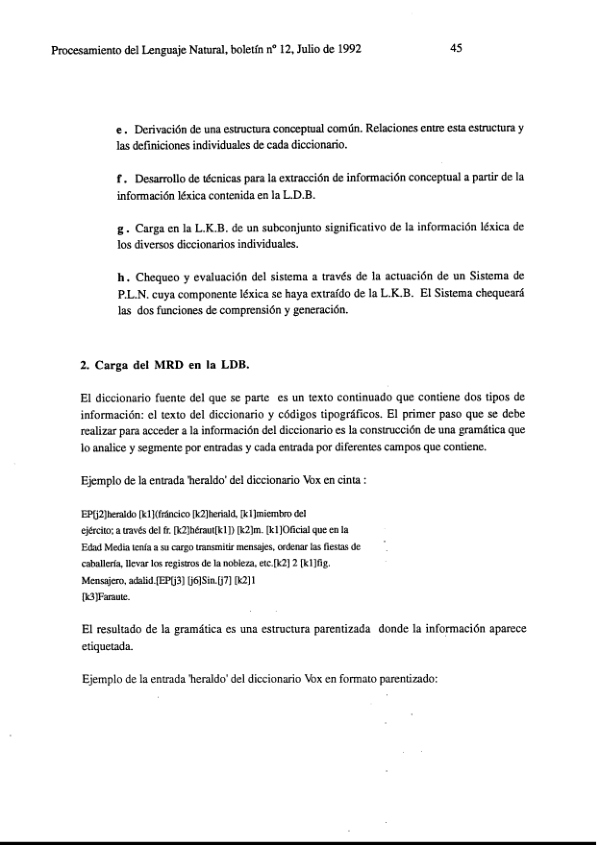 Procesamiento del Lenguaje Natural, boletín nº 12, Julio de 1992 45
e. Derivación de una estructura conceptual común. Relaciones entre esta estructura y
las definiciones individuales de cada diccionario.
f. Desarrollo de técnicas para la extracción de información conceptual a partir de la
información léxica contenida en la L.D.B.
g. Carga en la L.K.B. de un subconjunto significativo de la información léxica de
los diversos diccionarios individuales.
h. Chequeo y evaluación del sistema a través de la actuación de un Sistema de
P.L.N. cuya componente léxica se haya extraído de la L.K.B. El Sistema chequeará
las dos funciones de comprensión y generación.
2. Carga del MRD en la LDB.
El diccionario fuente del que se parte es un texto continuado que contiene dos tipos de
información: el texto del diccionario y códigos tipográficos. El primer paso que se debe
realizar para acceder a la información del diccionario es la construcción de una gramática que
lo analice y segmente por entradas y cada entrada por diferentes campos que contiene.
Ejemplo de la entrada 'heraldo' del diccionario Vox en cinta :
EP[j2]heraldo [k1](fráncico [k2]heriald, [k1]miembro del
ejército; a través del fr. [k2]héraut[k1]) [k2]m. [k1]Oficial que en la
Edad Media tenía a su cargo transmitir mensajes, ordenar las fiestas de
caballería, llevar los registros de la nobleza, etc.[k2] 2 [k1]fig.
Mensajero, adalid.[EP[j3] [j6]Sin.[j7] [k2]1
[k3]Faraute.
El resultado de la gramática es una estructura parentizada donde la información aparece
etiquetada.
Ejemplo de la entrada 'heraldo' del diccionario Vox en formato parentizado: